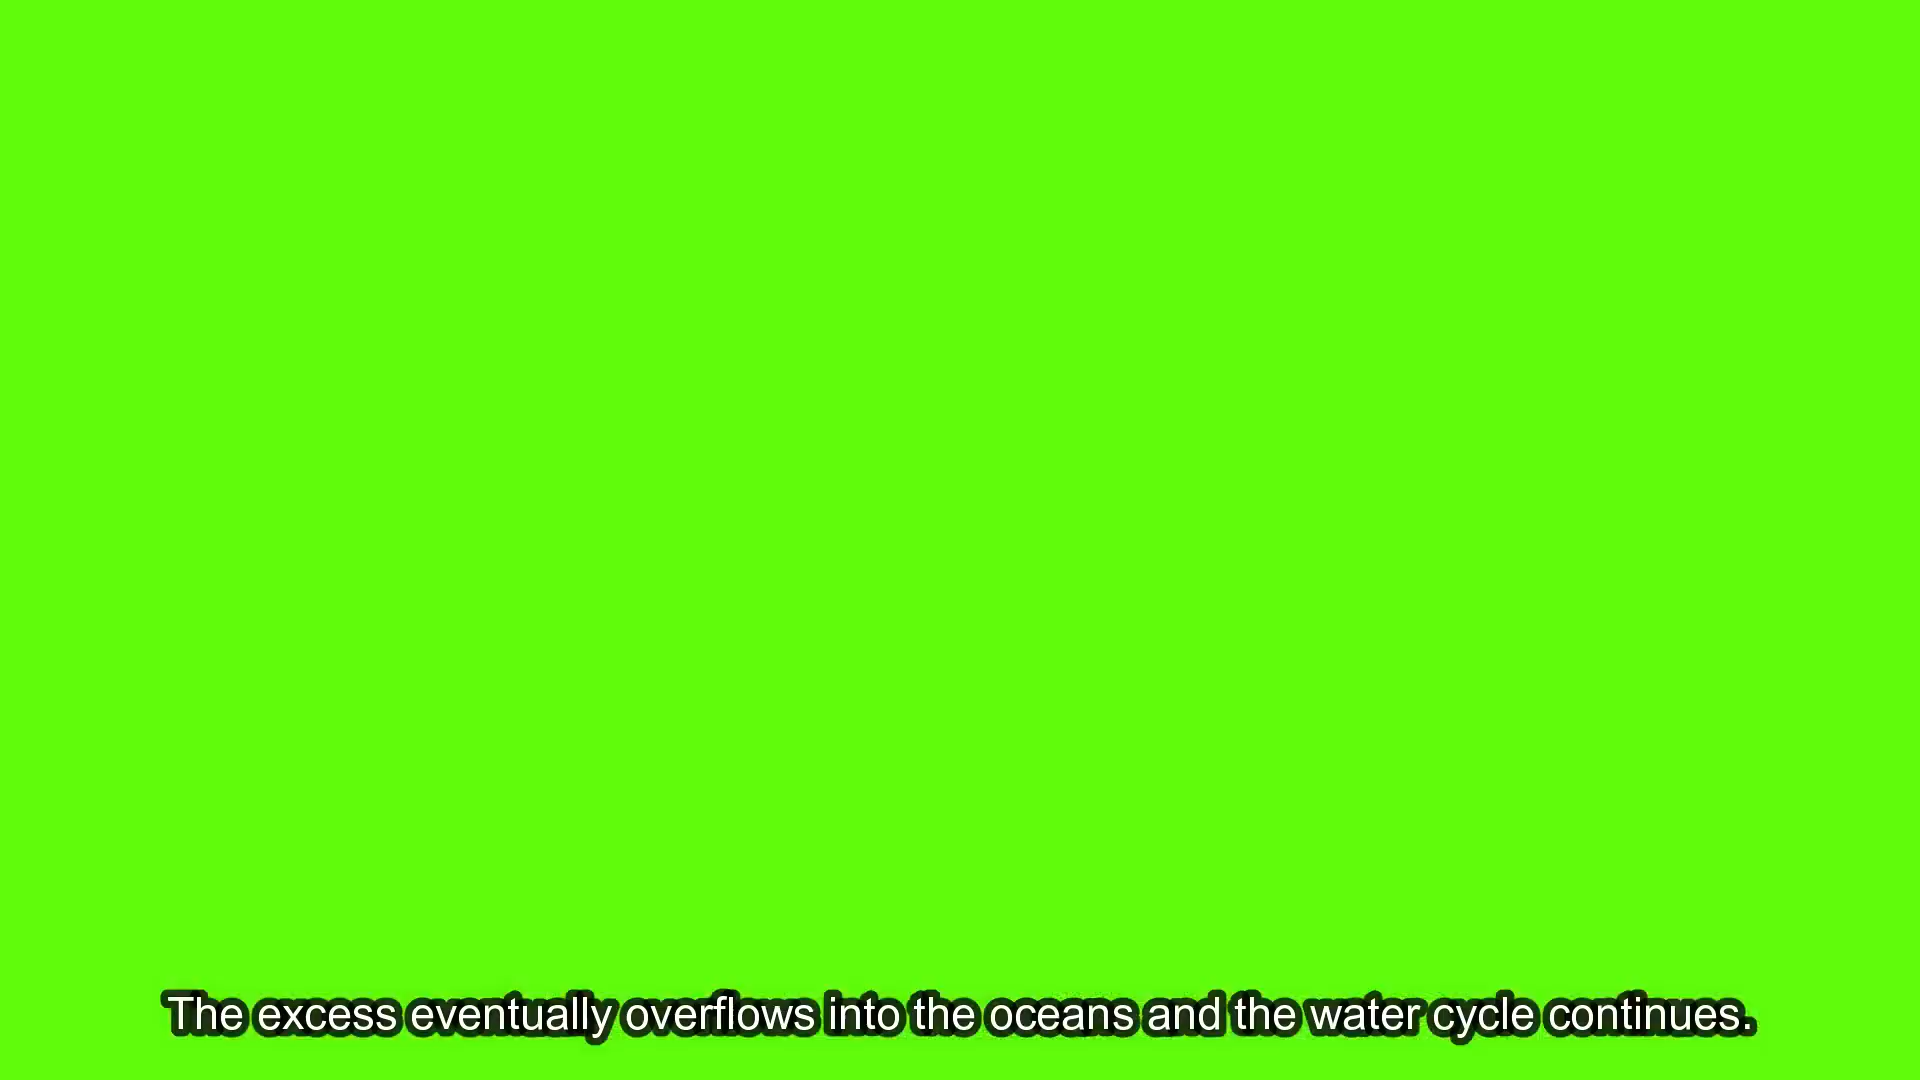 The excess eventually overflows into the oceans and the water cycle continues.